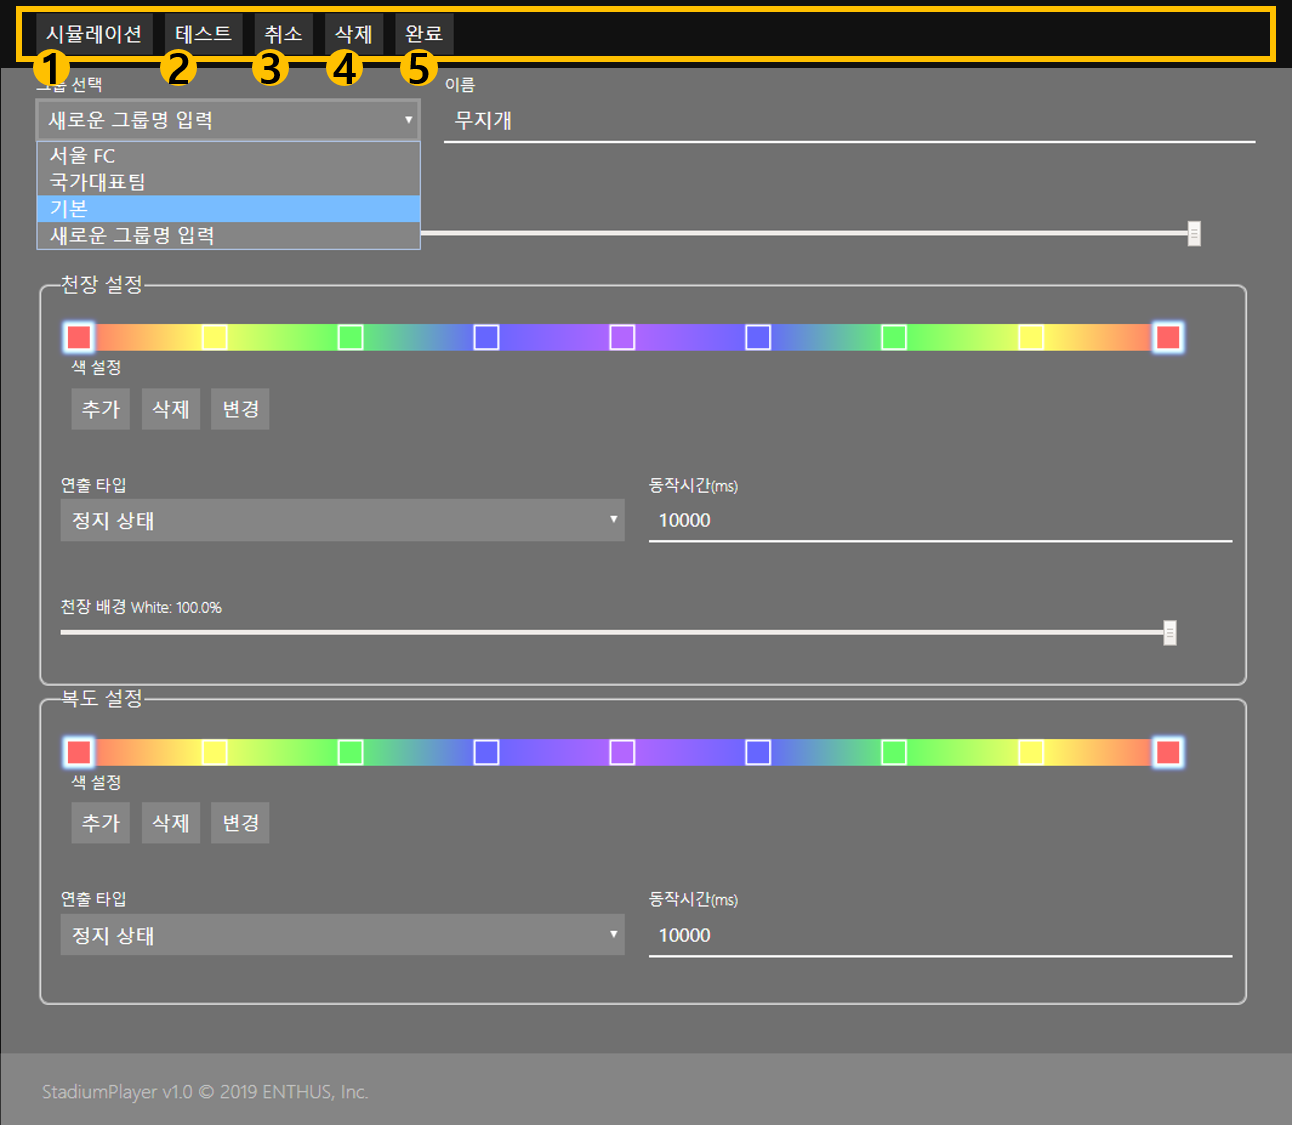 시뮬레이션 테스트 취소 삭제 완료
1 2 3 4 5
그룹 선택 이름
새로운 그룹명 입력 무지개
서울 FC
국가대표팀
기본
새로운 그룹명 입력
천장 설정
색 설정
추가 삭제 변경
연출 타입 동작시간(ms)
정지 상태 10000
천장 배경 White: 100.0%
복도 설정
색 설정
추가 삭제 변경
연출 타입 동작시간(ms)
정지 상태 10000
StadiumPlayer v1.0 © 2019 ENTHUS, Inc.